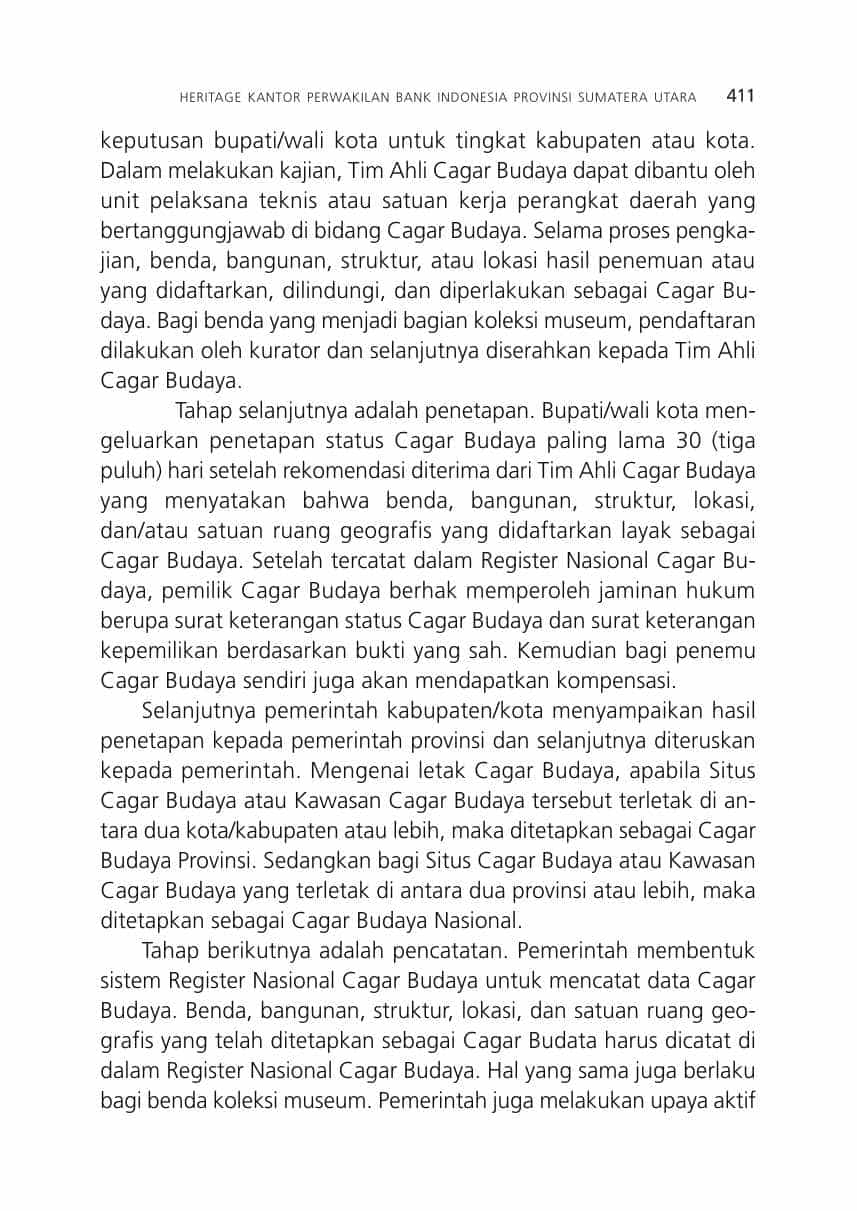 HERITAGE KANTOR PERWAKILAN BANK INDONESIA PROVINSI SUMATERA UTARA 411
keputusan bupati/wali kota untuk tingkat kabupaten atau kota.
Dalam melakukan kajian, Tim Ahli Cagar Budaya dapat dibantu oleh
unit pelaksana teknis atau satuan kerja perangkat daerah yang
bertanggungjawab di bidang Cagar Budaya. Selama proses pengka-
jian, benda, bangunan, struktur, atau lokasi hasil penemuan atau
yang didaftarkan, dilindungi, dan diperlakukan sebagai Cagar Bu-
daya. Bagi benda yang menjadi bagian koleksi museum, pendaftaran
dilakukan oleh kurator dan selanjutnya diserahkan kepada Tim Ahli
Cagar Budaya.
Tahap selanjutnya adalah penetapan. Bupati/wali kota men-
geluarkan penetapan status Cagar Budaya paling lama 30 (tiga
puluh) hari setelah rekomendasi diterima dari Tim Ahli Cagar Budaya
yang menyatakan bahwa benda, bangunan, struktur, lokasi,
dan/atau satuan ruang geografis yang didaftarkan layak sebagai
Cagar Budaya. Setelah tercatat dalam Register Nasional Cagar Bu-
daya, pemilik Cagar Budaya berhak memperoleh jaminan hukum
berupa surat keterangan status Cagar Budaya dan surat keterangan
kepemilikan berdasarkan bukti yang sah. Kemudian bagi penemu
Cagar Budaya sendiri juga akan mendapatkan kompensasi.
Selanjutnya pemerintah kabupaten/kota menyampaikan hasil
penetapan kepada pemerintah provinsi dan selanjutnya diteruskan
kepada pemerintah. Mengenai letak Cagar Budaya, apabila Situs
Cagar Budaya atau Kawasan Cagar Budaya tersebut terletak di an-
tara dua kota/kabupaten atau lebih, maka ditetapkan sebagai Cagar
Budaya Provinsi. Sedangkan bagi Situs Cagar Budaya atau Kawasan
Cagar Budaya yang terletak di antara dua provinsi atau lebih, maka
ditetapkan sebagai Cagar Budaya Nasional.
Tahap berikutnya adalah pencatatan. Pemerintah membentuk
sistem Register Nasional Cagar Budaya untuk mencatat data Cagar
Budaya. Benda, bangunan, struktur, lokasi, dan satuan ruang geo-
grafis yang telah ditetapkan sebagai Cagar Budata harus dicatat di
dalam Register Nasional Cagar Budaya. Hal yang sama juga berlaku
bagi benda koleksi museum. Pemerintah juga melakukan upaya aktif